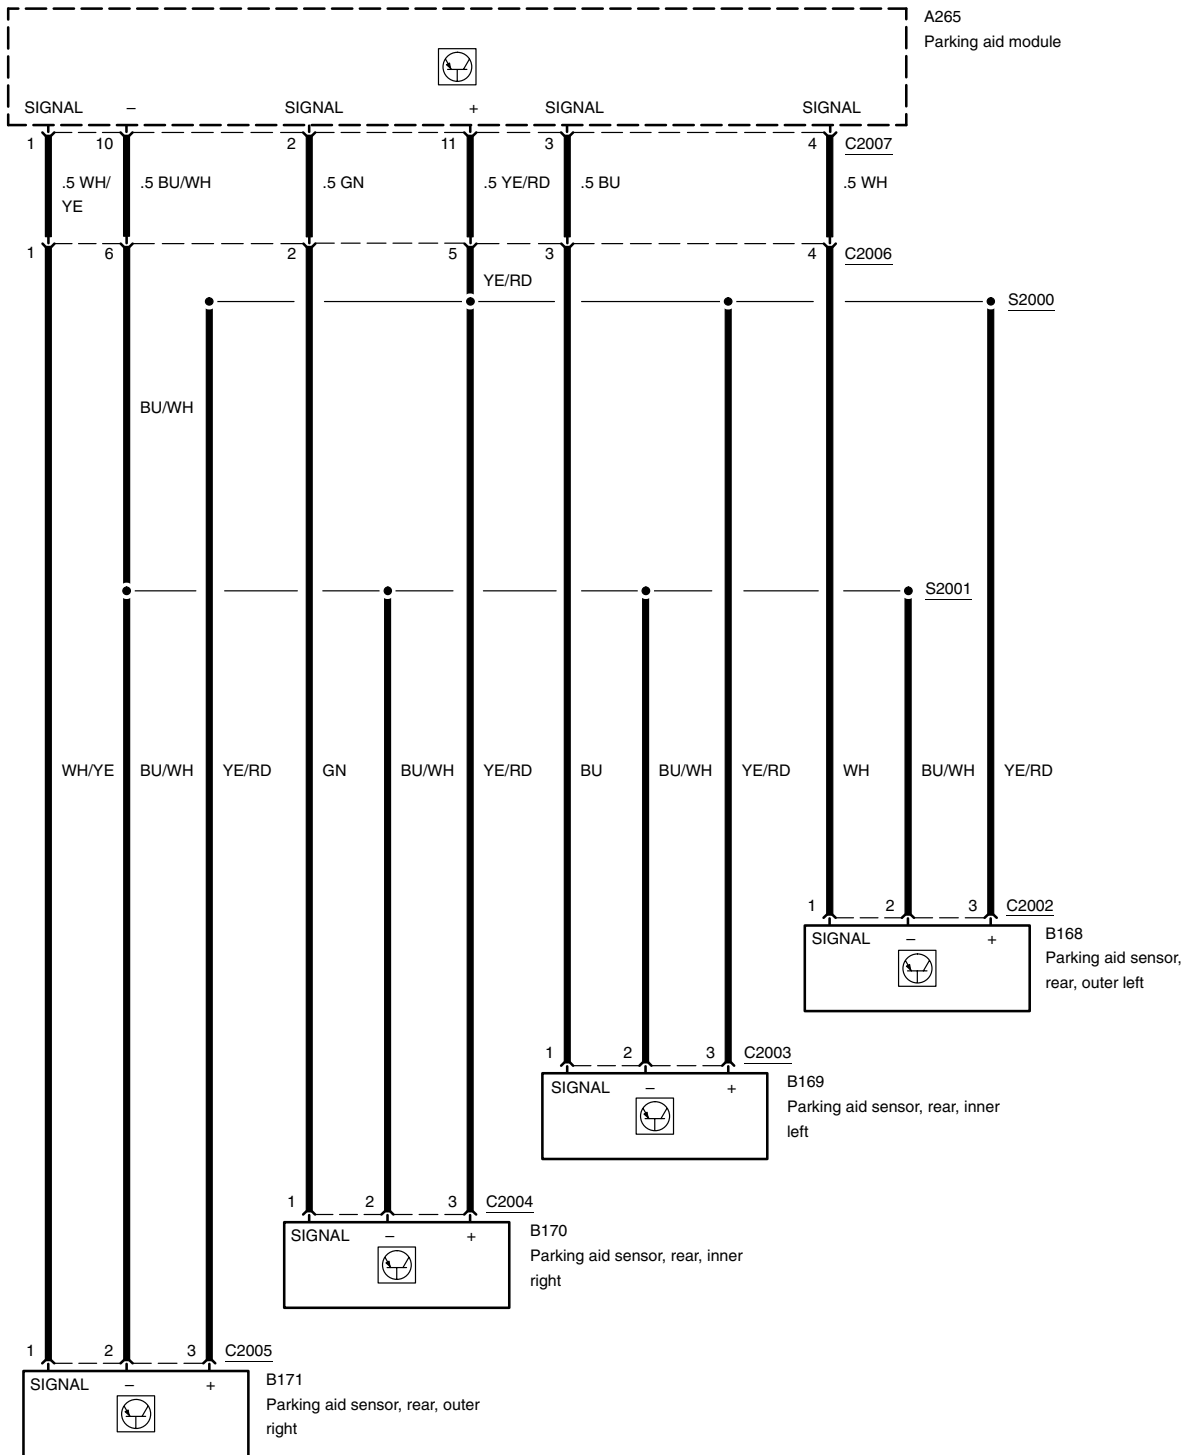 A265
Parking aid module
SIGNAL – SIGNAL + SIGNAL SIGNAL
1 10 2 11 3 4 C2007
.5 WH/
YE
.5 BU/WH .5 GN .5 YE/RD .5 BU .5 WH
1 6 2 5 3 4 C2006
YE/RD
S2000
BU/WH
S2001
WH/YE BU/WH YE/RD GN BU/WH YE/RD BU BU/WH YE/RD WH BU/WH YE/RD
1 2 3 C2002
SIGNAL – +
B168
Parking aid sensor,
rear, outer left
1 2 3 C2003
SIGNAL – +
B169
Parking aid sensor, rear, inner
left
1 2 3 C2004
SIGNAL – +
B170
Parking aid sensor, rear, inner
right
1 2 3 C2005
SIGNAL – +
B171
Parking aid sensor, rear, outer
right